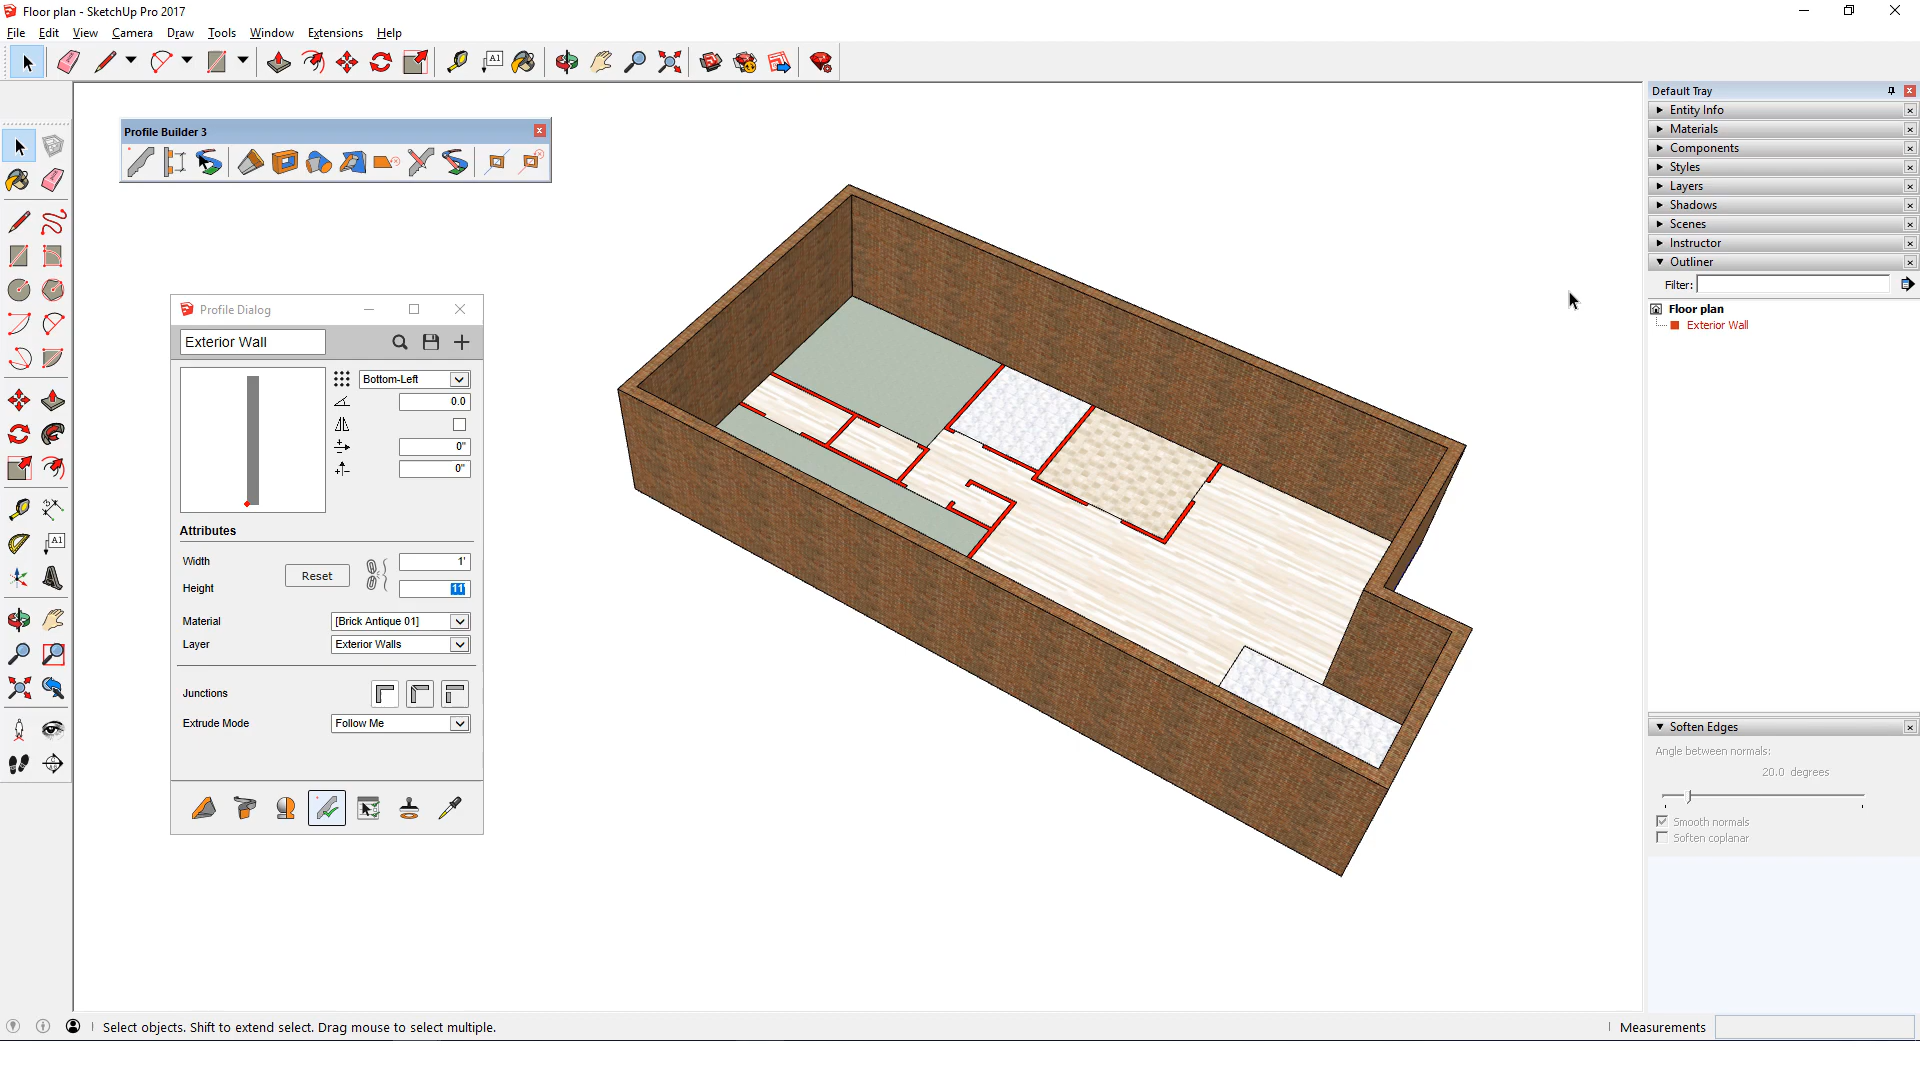 Floor plan - SketchUp Pro 2017
File Edit View Camera Draw Tools Window Extensions Help
A1
Default Tray
Entity Info
Materials
Components
Styles
Layers
Shadows
Scenes
Instructor
Outliner
Filter:
Floor plan
Exterior Wall
Profile Builder 3
Profile Dialog
Exterior Wall
Bottom-Left
0.0
0"
0"
Attributes
Width 1'
Reset
Height 11
Material [Brick Antique 01]
Layer Exterior Walls
Junctions
Extrude Mode Follow Me
A1
Soften Edges
Angle between normals:
20.0 degrees
Smooth normals
Soften coplanar
Select objects. Shift to extend select. Drag mouse to select multiple.
Measurements